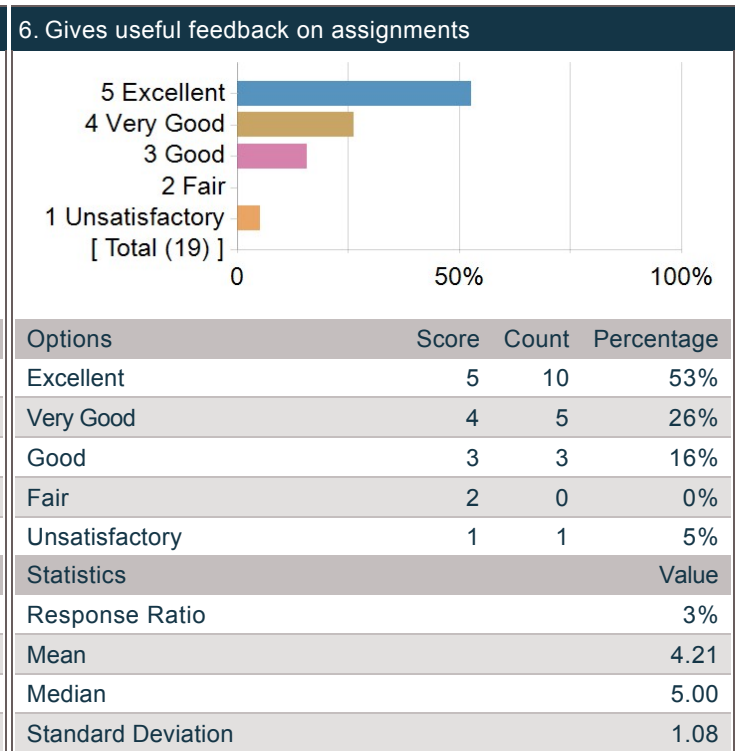 6. Gives useful feedback on assignments
5 Excellent
4 Very Good
3 Good
2 Fair
1 Unsatisfactory
[ Total (19) ]
0 50% 100%
Options Score Count Percentage
Excellent 5 10 53%
Very Good 4 5 26%
Good 3 3 16%
Fair 2 0 0%
Unsatisfactory 1 1 5%
Statistics Value
Response Ratio 3%
Mean 4.21
Median 5.00
Standard Deviation 1.08